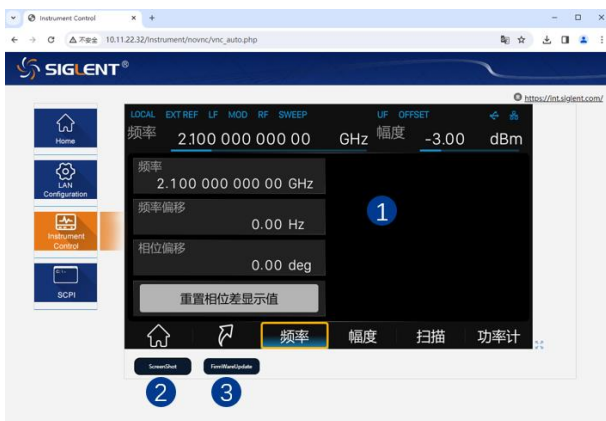 Instrument Control
不安全 10.11.22.32/Instrument/novnc/vnc_auto.php
SIGLENT®
https://int.siglent.com/
Home
LAN
Configuration
Instrument
Control
SCPI
LOCAL EXT REF LF MOD RF SWEEP UF OFFSET
频率 2.100 000 000 00 GHz 幅度 -3.00 dBm
频率
2.100 000 000 00 GHz
频率偏移
0.00 Hz
相位偏移
0.00 deg
重置相位差显示值
1
频率 幅度 扫描 功率计
ScreenShot FirmWareUpdate
2 3